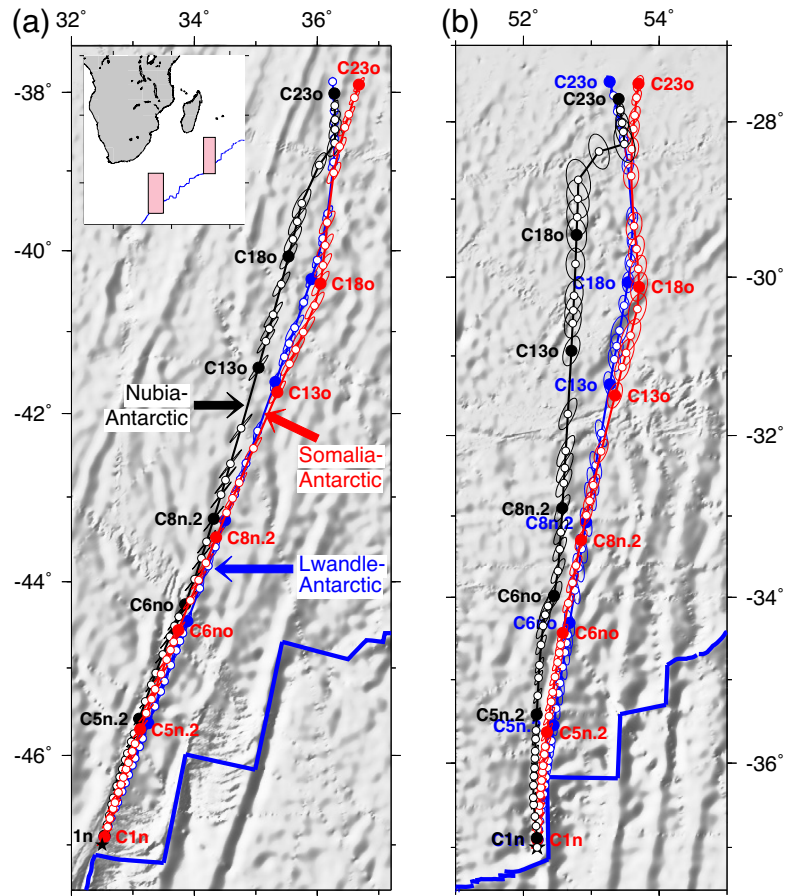 (a)
32°
34°
36°
(b)
52°
54°
-38°
-40°
-42°
-44°
-46°
C23o
C23o
C18o
C18o
C13o
C13o
Nubia-
Antarctic
Somalia-
Antarctic
C8n.2
C8n.2
Lwandle-
Antarctic
C6no
C6no
C5n.2
C5n.2
1n
C1n
C23o
C23o
C23o
-28°
C18o
C18o
C18o
-30°
C13o
C13o
C13o
-32°
C8n.2
C8n.2
C8n.2
C6no
C6no
C6no
-34°
C5n.2
C5n.
C5n.2
-36°
C1n
C1n